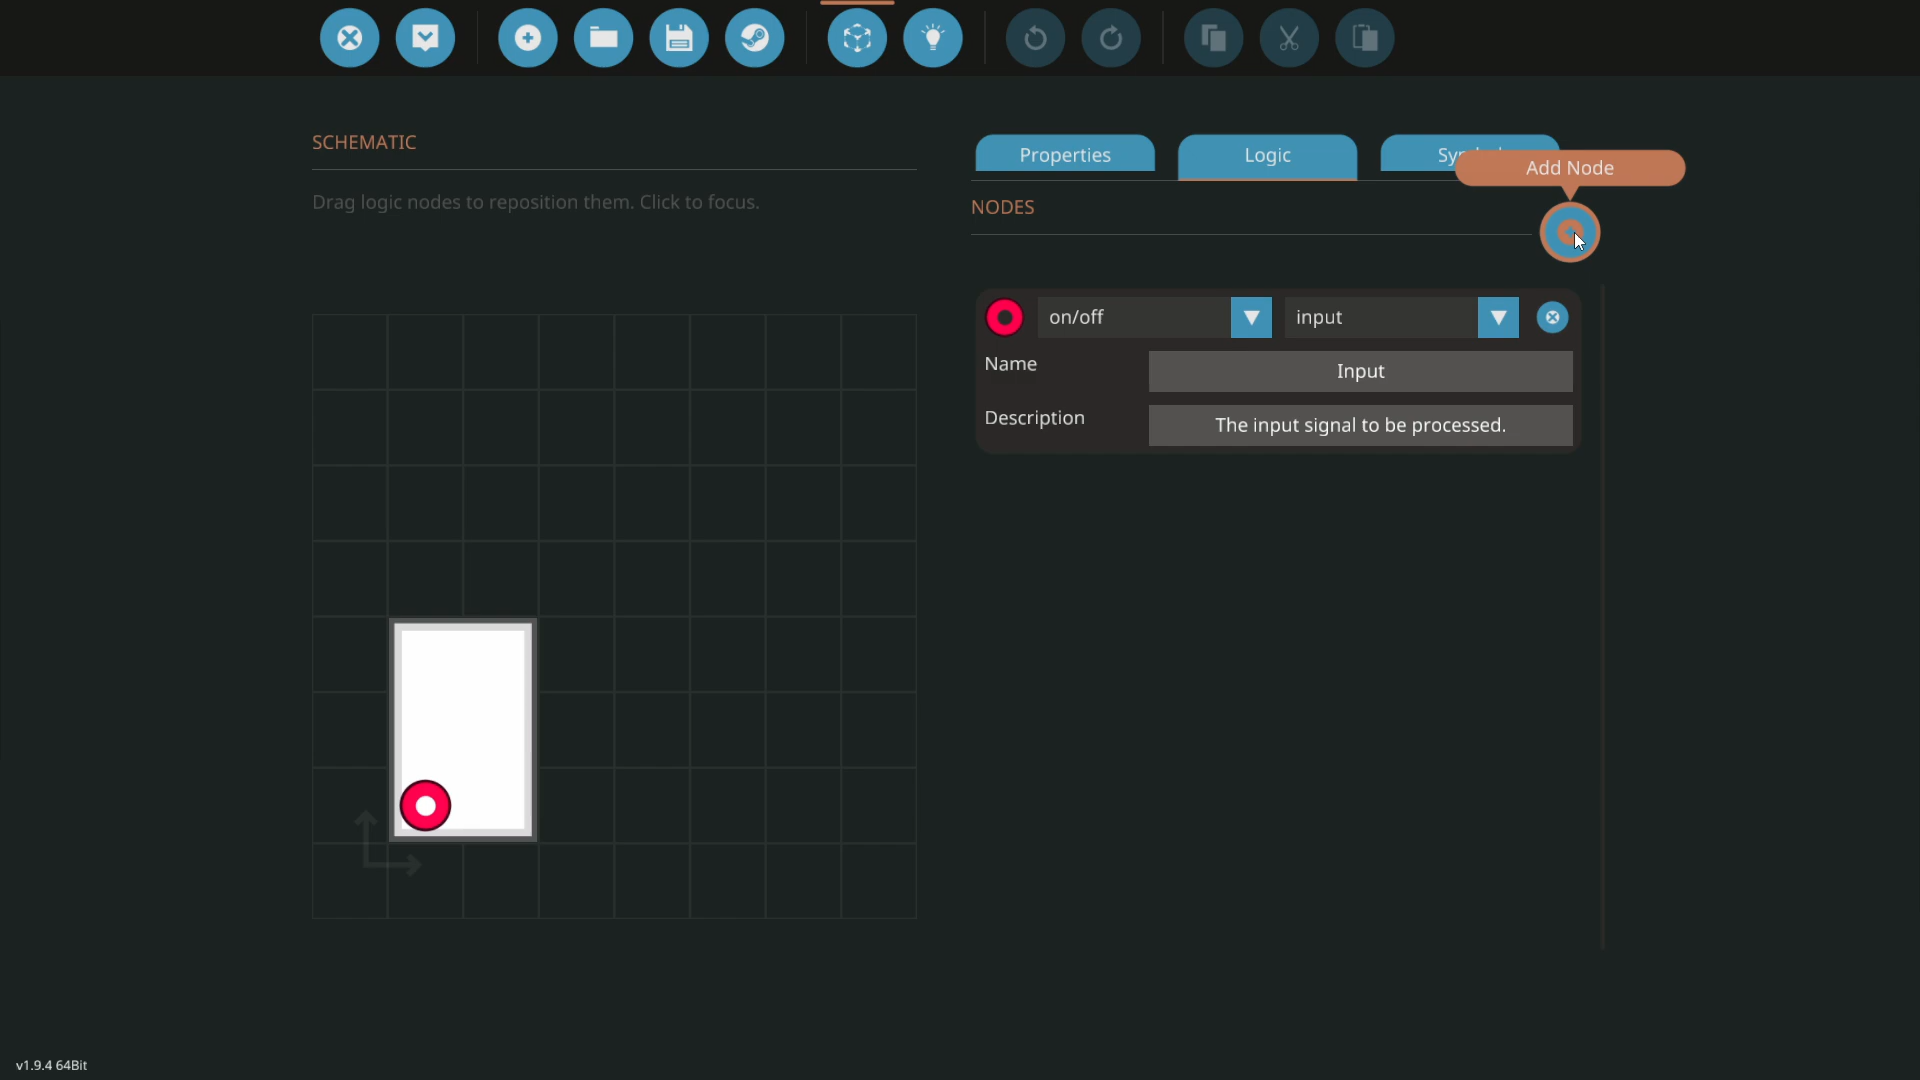 SCHEMATIC
Drag logic nodes to reposition them. Click to focus.
Properties
Logic
Add Node
NODES
on/off
input
Name
Input
Description
The input signal to be processed.
v1.9.4 64Bit